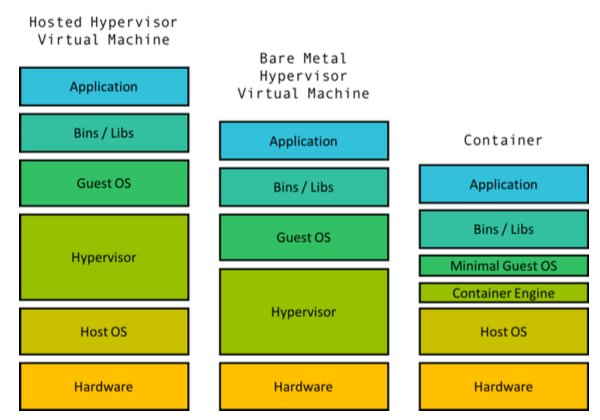 Hosted Hypervisor
Virtual Machine
Application
Bins / Libs
Guest OS
Hypervisor
Host OS
Hardware
Bare Metal
Hypervisor
Virtual Machine
Application
Bins / Libs
Guest OS
Hypervisor
Hardware
Container
Application
Bins / Libs
Minimal Guest OS
Container Engine
Host OS
Hardware